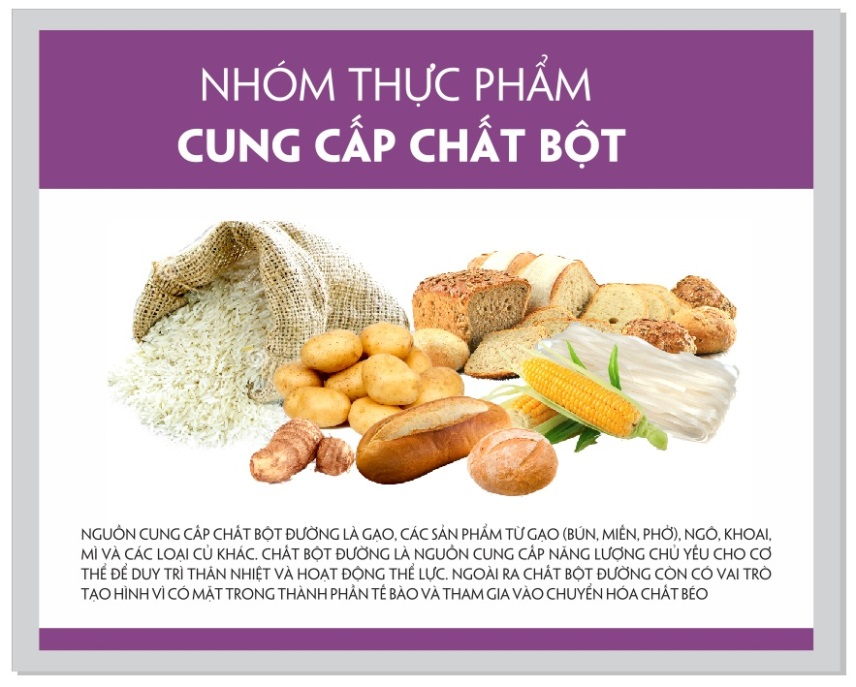 NHÓM THỰC PHẨM
CUNG CẤP CHẤT BỘT
NGUỒN CUNG CẤP CHẤT BỘT ĐƯỜNG LÀ GẠO, CÁC SẢN PHẨM TỪ GẠO (BÚN, MIẾN, PHỞ), NGÔ, KHOAI,
MÌ VÀ CÁC LOẠI CỦ KHÁC. CHẤT BỘT ĐƯỜNG LÀ NGUỒN CUNG CẤP NĂNG LƯỢNG CHỦ YẾU CHO CƠ
THỂ ĐỂ DUY TRÌ THÂN NHIỆT VÀ HOẠT ĐỘNG THỂ LỰC. NGOÀI RA CHẤT BỘT ĐƯỜNG CÒN CÓ VAI TRÒ
TẠO HÌNH VÌ CÓ MẶT TRONG THÀNH PHẦN TẾ BÀO VÀ THAM GIA VÀO CHUYỂN HÓA CHẤT BÉO